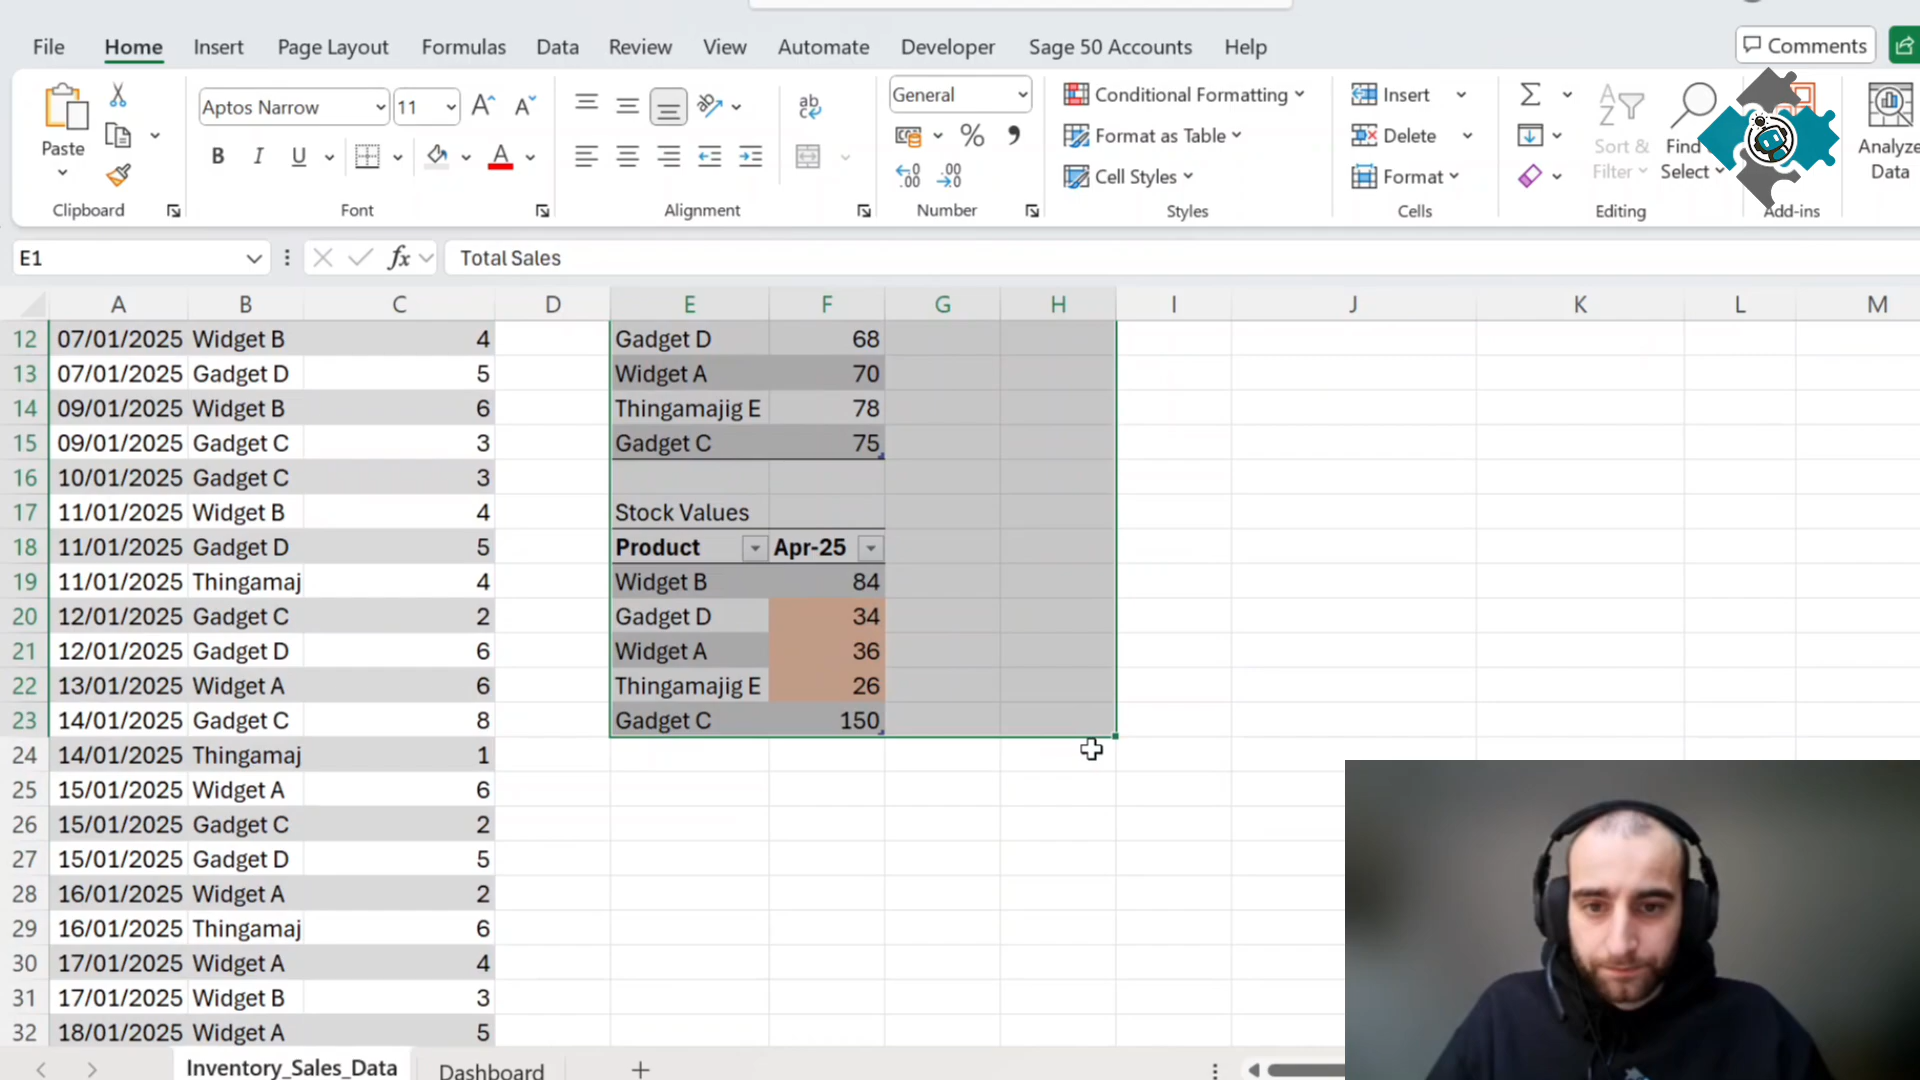 File Home Insert Page Layout Formulas Data Review View Automate Developer Sage 50 Accounts Help Comments
Aptos Narrow 11 ab General Conditional Formatting Insert
Paste B I U A % Format as Table Delete Sort & Filter Find Select Analyze Data
Cell Styles Format
Clipboard Font Alignment Number Styles Cells Editing Add-ins
E1 fx Total Sales
A B C D E F G H I J K L M
12 07/01/2025 Widget B 4 Gadget D 68
13 07/01/2025 Gadget D 5 Widget A 70
14 09/01/2025 Widget B 6 Thingamajig E 78
15 09/01/2025 Gadget C 3 Gadget C 75
16 10/01/2025 Gadget C 3
17 11/01/2025 Widget B 4 Stock Values
18 11/01/2025 Gadget D 5 Product Apr-25
19 11/01/2025 Thingamaj 4 Widget B 84
20 12/01/2025 Gadget C 2 Gadget D 34
21 12/01/2025 Gadget D 6 Widget A 36
22 13/01/2025 Widget A 6 Thingamajig E 26
23 14/01/2025 Gadget C 8 Gadget C 150
24 14/01/2025 Thingamaj 1
25 15/01/2025 Widget A 6
26 15/01/2025 Gadget C 2
27 15/01/2025 Gadget D 5
28 16/01/2025 Widget A 2
29 16/01/2025 Thingamaj 6
30 17/01/2025 Widget A 4
31 17/01/2025 Widget B 3
32 18/01/2025 Widget A 5
Inventory_Sales_Data Dashboard